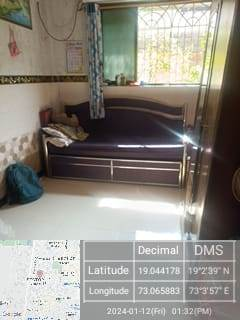 Decimal DMS
Latitude 19.044178 19°2'39" N
Longitude 73.065883 73°3'57" E
2024-01-12(Fri) 01:32(PM)